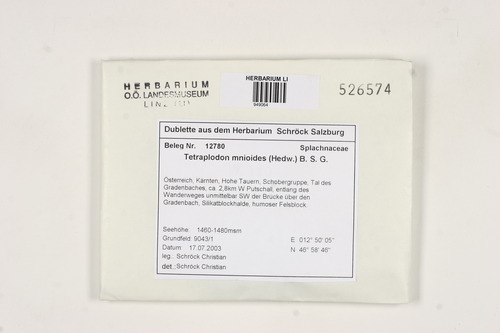 HERBARIUM
O.Ö. LANDESMUSEUM
LINZ
HERBARIUM LI
949064
526574
Dublette aus dem Herbarium Schröck Salzburg
Beleg Nr. 12780 Splachnaceae
Tetraplodon mnioides (Hedw.) B. S. G.
Österreich, Kärnten, Hohe Tauern, Schobergruppe, Tal des
Gradenbaches, ca. 2,8km W Putschall, entlang des
Wanderweges unmittelbar SW der Brücke über den
Gradenbach, Silikatblockhalde, humoser Felsblock.
Seehöhe: 1460-1480msm
Grundfeld: 9043/1 E 012° 50' 05"
Datum: 17.07.2003 N 46° 58' 46"
leg.: Schröck Christian
det.: Schröck Christian